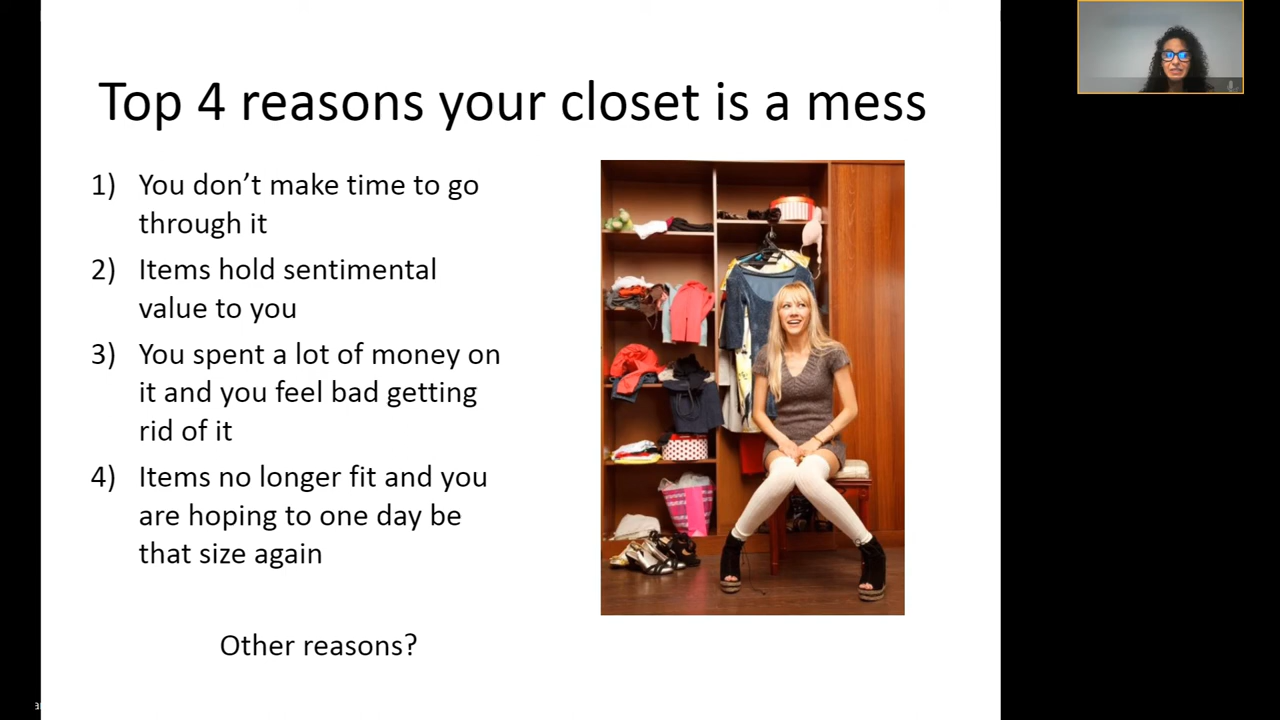 Top 4 reasons your closet is a mess
1) You don’t make time to go
through it
2) Items hold sentimental
value to you
3) You spent a lot of money on
it and you feel bad getting
rid of it
4) Items no longer fit and you
are hoping to one day be
that size again
Other reasons?